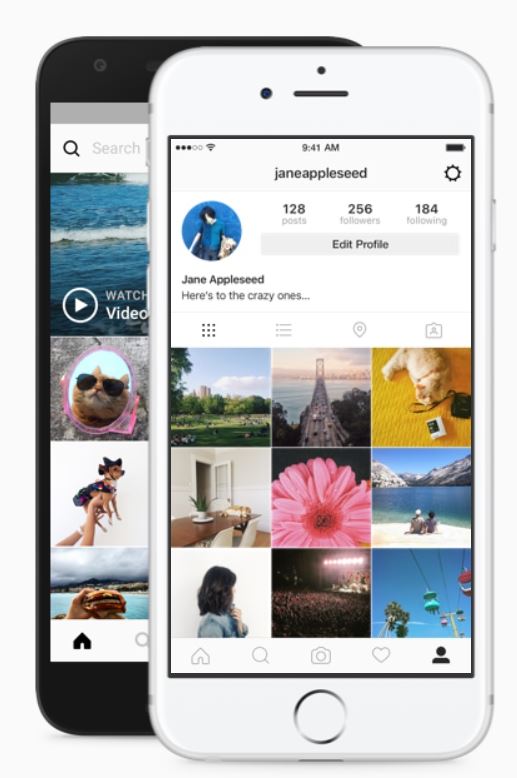 Search
WATCH
Video
9:41 AM
janeappleseed
128
posts
256
followers
184
following
Edit Profile
Jane Appleseed
Here's to the crazy ones...